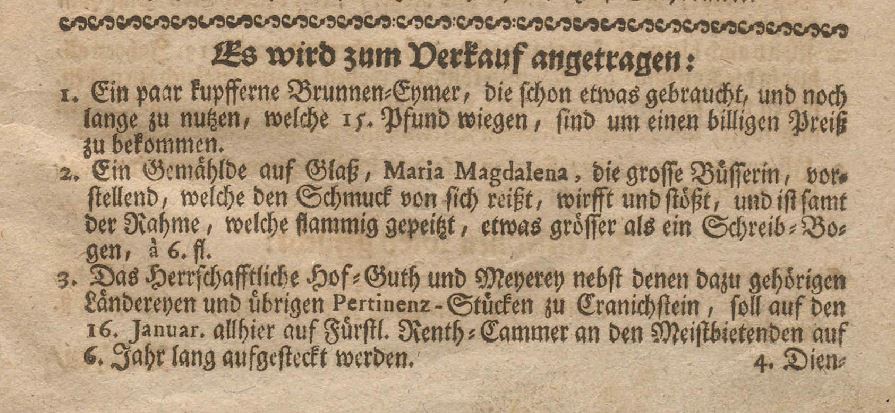 Es wird zum Verkauf angetragen:
1. Ein paar kupfferne Brunnen-Eymer, die schon etwas gebraucht, und noch
lange zu nutzen, welche 15. Pfund wiegen, sind um einen billigen Preiß
zu bekommen.
2. Ein Gemählde auf Glaß, Maria Magdalena, die grosse Büsserin, vor-
stellend, welche den Schmuck von sich reißt, wirfft und stößt, und ist samt
der Rahme, welche flammig gepeitzt, etwas grösser als ein Schreib-Bo-
gen, à 6. fl.
3. Das Herrschafftliche Hof-Guth und Meyerey nebst denen dazu gehörigen
Ländereyen und übrigen Pertinenz-Stücken zu Cranichstein, soll auf den
16. Januar. allhier auf Fürstl. Renth-Cammer an den Meistbietenden auf
6. Jahr lang aufgesteckt werden. 4. Dien-